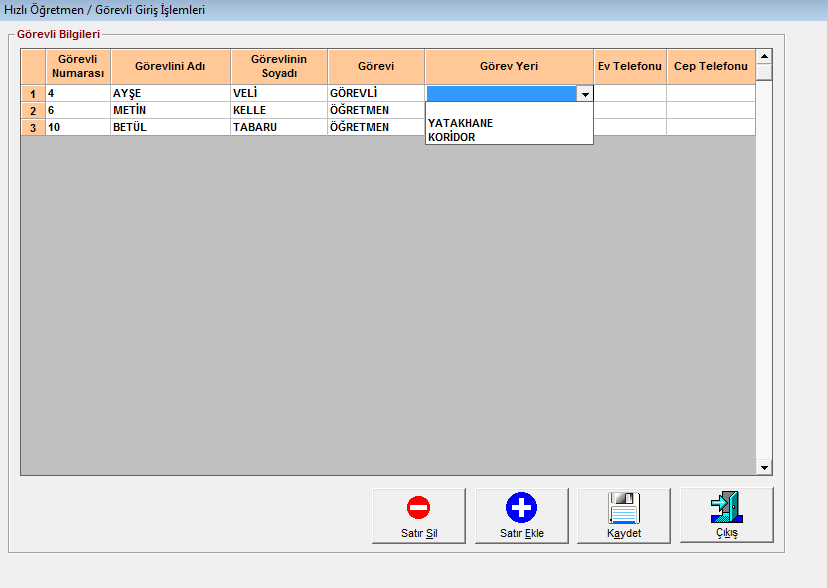 Hızlı Öğretmen / Görevli Giriş İşlemleri
Görevli Bilgileri
Görevli Numarası Görevlini Adı Görevlinin Soyadı Görevi Görev Yeri Ev Telefonu Cep Telefonu
1 4 AYŞE VELİ GÖREVLİ
2 6 METİN KELLE ÖĞRETMEN
3 10 BETÜL TABARU ÖĞRETMEN
YATAKHANE
KORİDOR
Satır Sil Satır Ekle Kaydet Çıkış